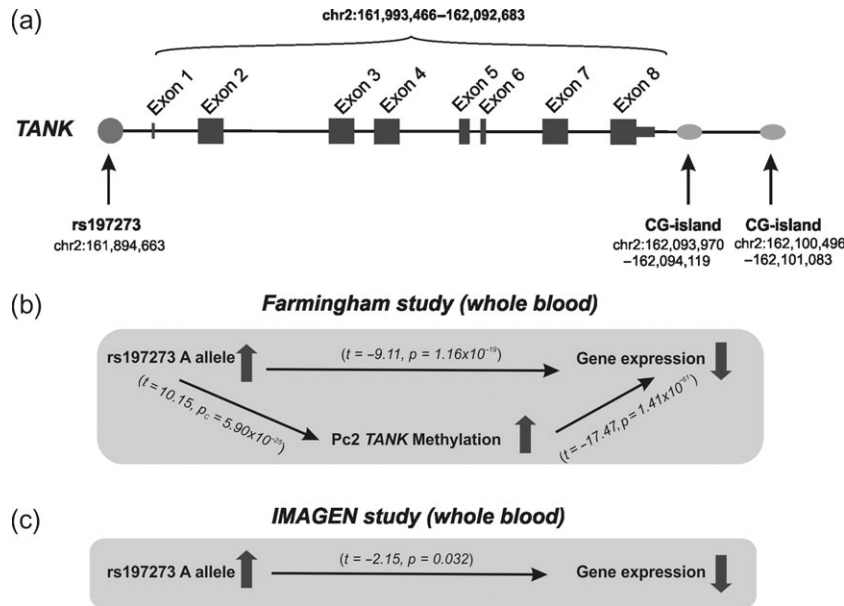 (a)
chr2:161,993,466–162,092,683
Exon 1
Exon 2
Exon 3
Exon 4
Exon 5
Exon 6
Exon 7
Exon 8
TANK
rs197273
chr2:161,894,663
CG-island
chr2:162,093,970
–162,094,119
CG-island
chr2:162,100,496
–162,101,083
(b)
Farmingham study (whole blood)
rs197273 A allele
(t = –9.11, p = 1.16x10⁻¹⁹)
Gene expression
(t = 10.15, pC = 5.90x10⁻²⁵)
Pc2 TANK Methylation
(t = –17.47, p = 1.41x10⁻⁶¹)
(c)
IMAGEN study (whole blood)
rs197273 A allele
(t = –2.15, p = 0.032)
Gene expression